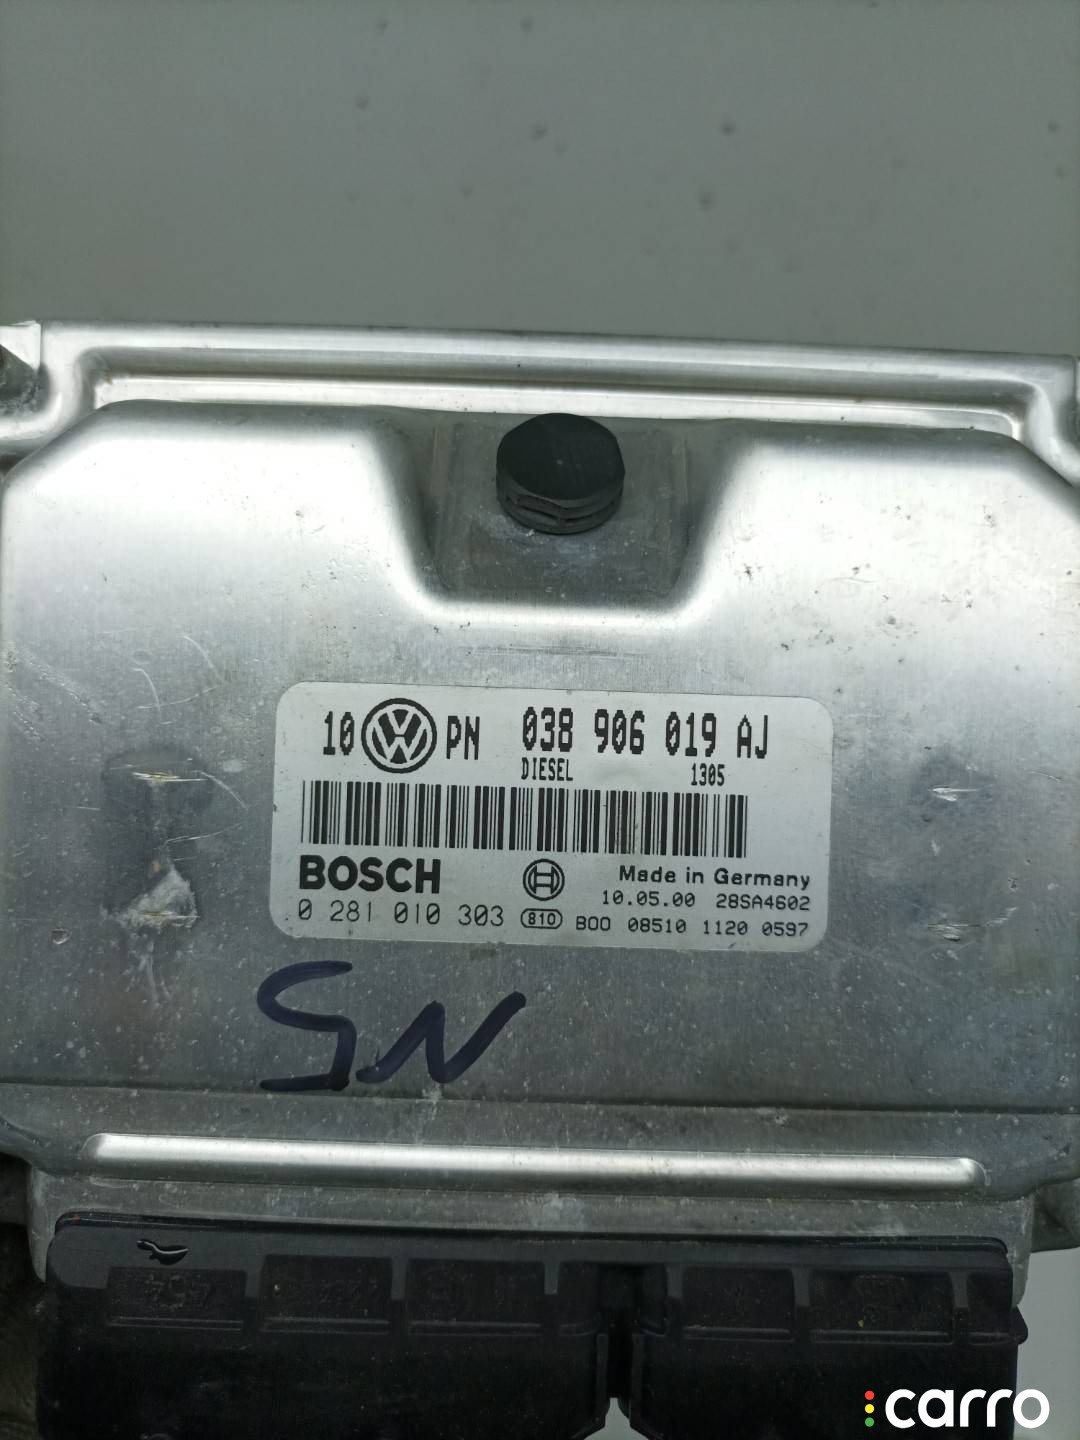 10 PN 038 906 019 AJ
DIESEL 1305
BOSCH Made in Germany
10.05.00 28SA4602
0 281 010 303 810 B00 08510 1120 0597
carro